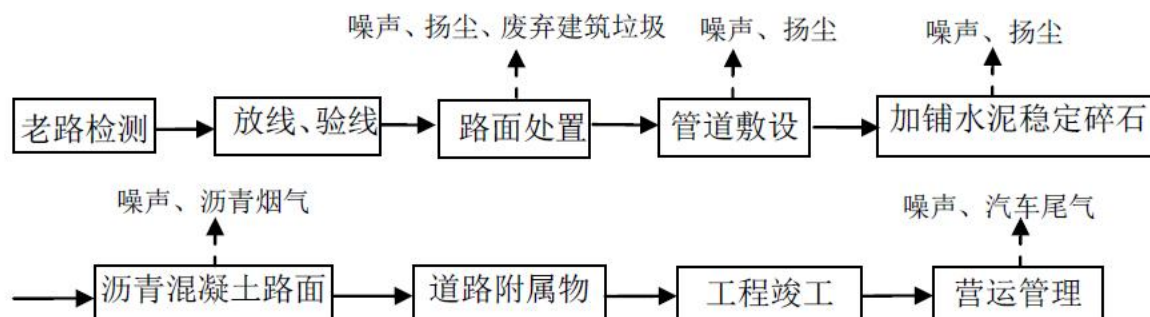 噪声、扬尘、废弃建筑垃圾
噪声、扬尘
噪声、扬尘
老路检测
放线、验线
路面处置
管道敷设
加铺水泥稳定碎石
噪声、沥青烟气
噪声、汽车尾气
沥青混凝土路面
道路附属物
工程竣工
营运管理